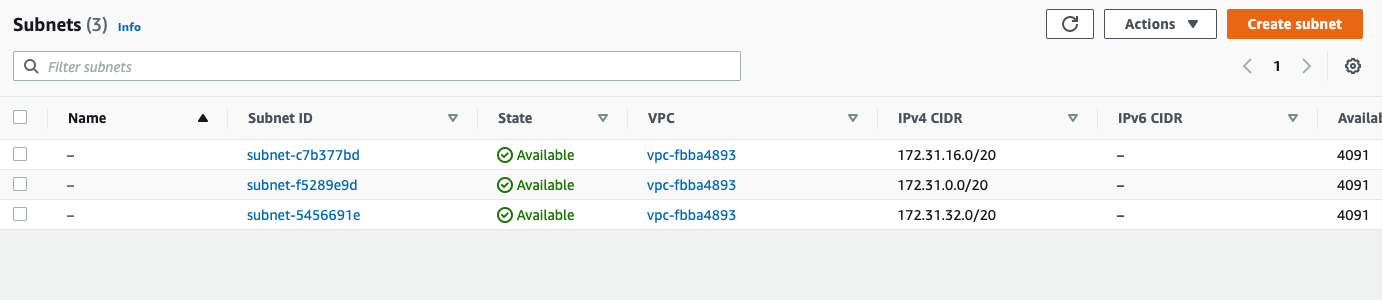 Subnets (3) Info
Actions
Create subnet
Filter subnets
1
Name Subnet ID State VPC IPv4 CIDR IPv6 CIDR Availab
– subnet-c7b377bd Available vpc-fbba4893 172.31.16.0/20 – 4091
– subnet-f5289e9d Available vpc-fbba4893 172.31.0.0/20 – 4091
– subnet-5456691e Available vpc-fbba4893 172.31.32.0/20 – 4091